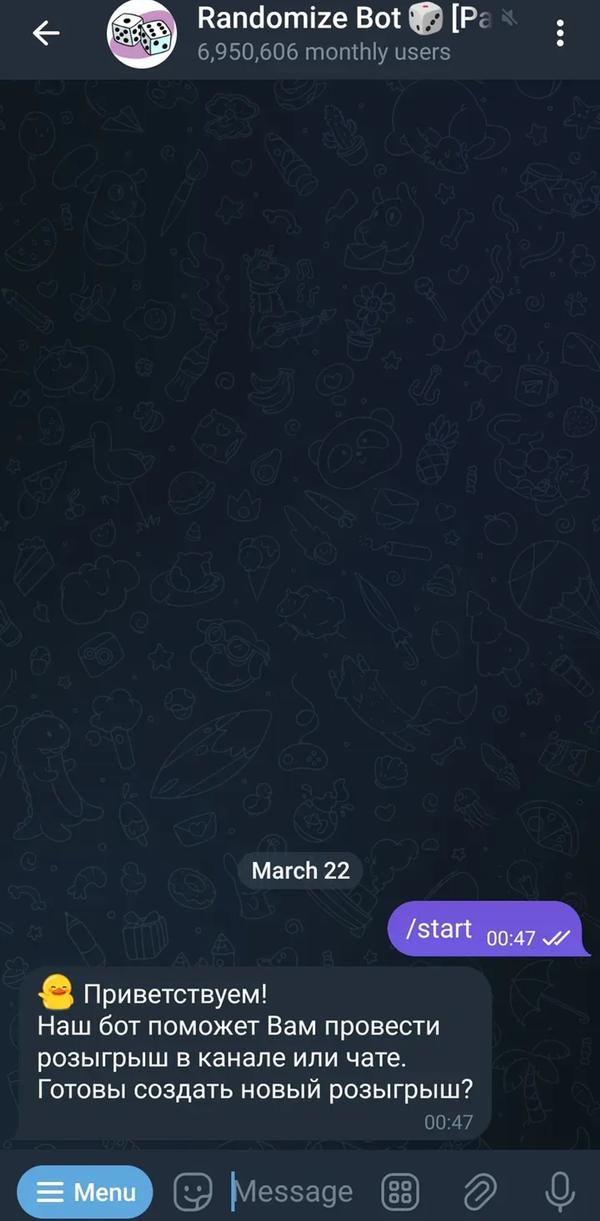 Randomize Bot 🎲 [Pa
6,950,606 monthly users
March 22
/start 00:47
Приветствуем!
Наш бот поможет Вам провести
розыгрыш в канале или чате.
Готовы создать новый розыгрыш?
00:47
Menu
Message